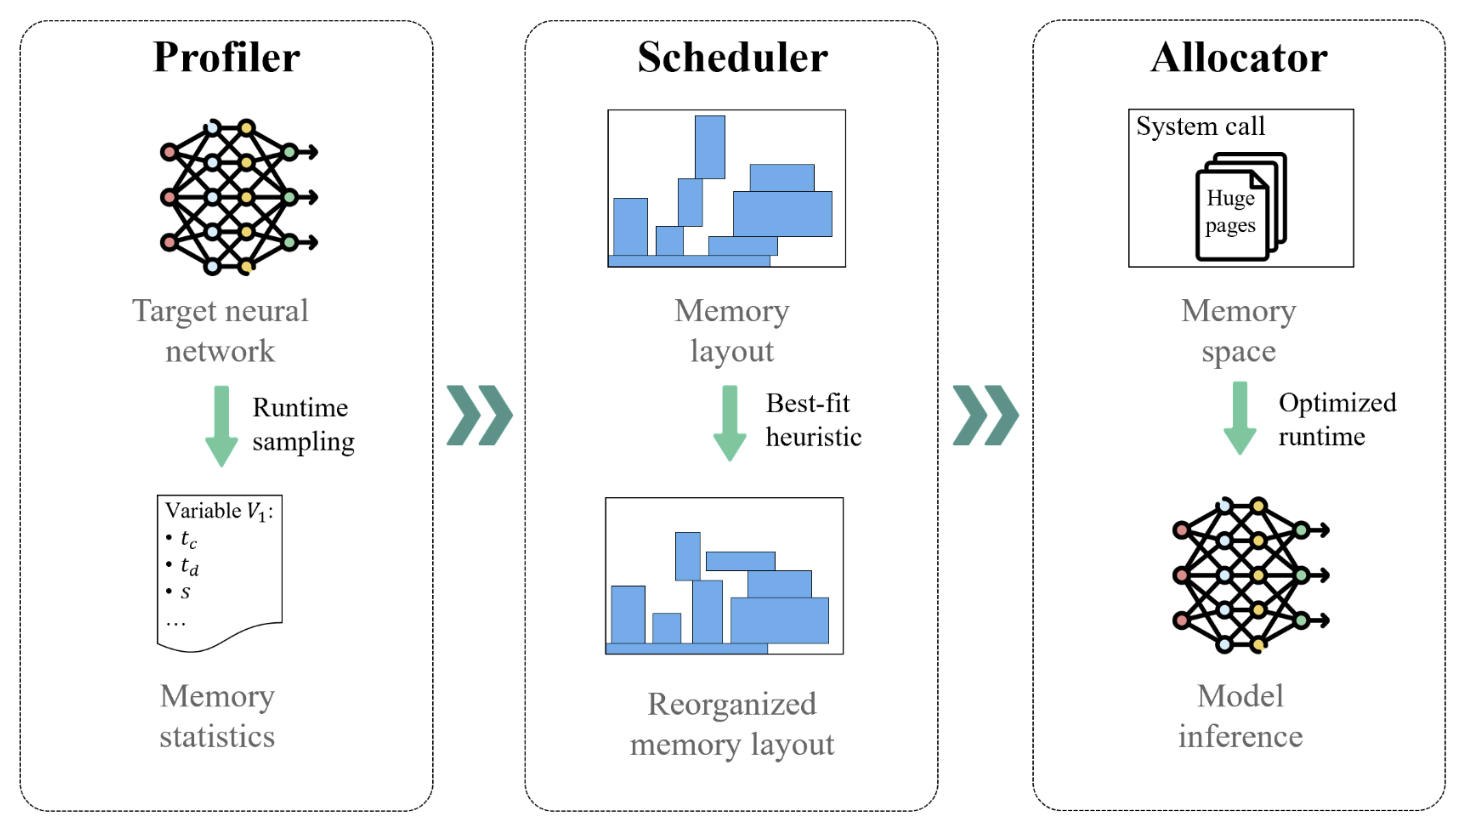 Profiler
Target neural
network
Runtime
sampling
Variable V₁:
• t_c
• t_d
• s
...
Memory
statistics
Scheduler
Memory
layout
Best-fit
heuristic
Reorganized
memory layout
Allocator
System call
Huge
pages
Memory
space
Optimized
runtime
Model
inference